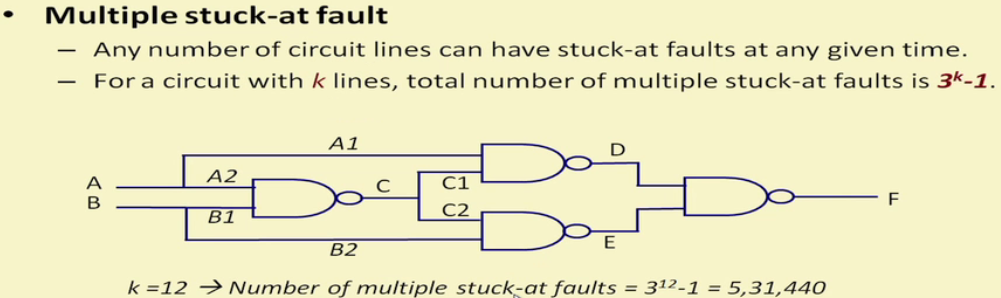 • Multiple stuck-at fault
– Any number of circuit lines can have stuck-at faults at any given time.
– For a circuit with k lines, total number of multiple stuck-at faults is 3ᵏ-1.
A1
D
A
A2
C
C1
B
B1
C2
F
E
B2
k =12 → Number of multiple stuck-at faults = 3¹²-1 = 5,31,440